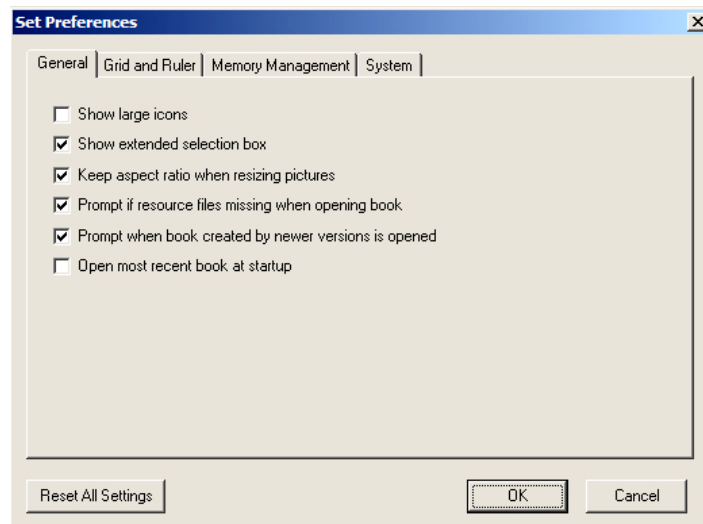 Set Preferences
General Grid and Ruler Memory Management System
Show large icons
Show extended selection box
Keep aspect ratio when resizing pictures
Prompt if resource files missing when opening book
Prompt when book created by newer versions is opened
Open most recent book at startup
Reset All Settings OK Cancel